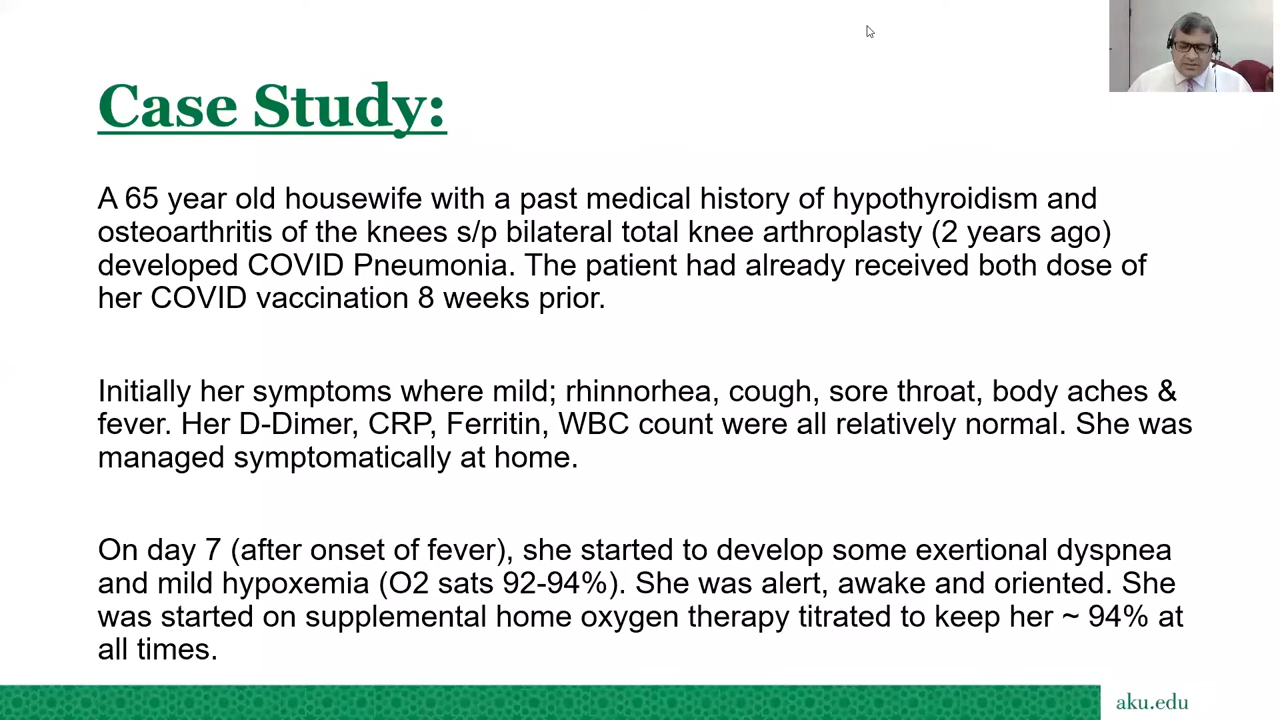 Case Study:
A 65 year old housewife with a past medical history of hypothyroidism and
osteoarthritis of the knees s/p bilateral total knee arthroplasty (2 years ago)
developed COVID Pneumonia. The patient had already received both dose of
her COVID vaccination 8 weeks prior.
Initially her symptoms where mild; rhinnorhea, cough, sore throat, body aches &
fever. Her D-Dimer, CRP, Ferritin, WBC count were all relatively normal. She was
managed symptomatically at home.
On day 7 (after onset of fever), she started to develop some exertional dyspnea
and mild hypoxemia (O2 sats 92-94%). She was alert, awake and oriented. She
was started on supplemental home oxygen therapy titrated to keep her ~ 94% at
all times.
aku.edu